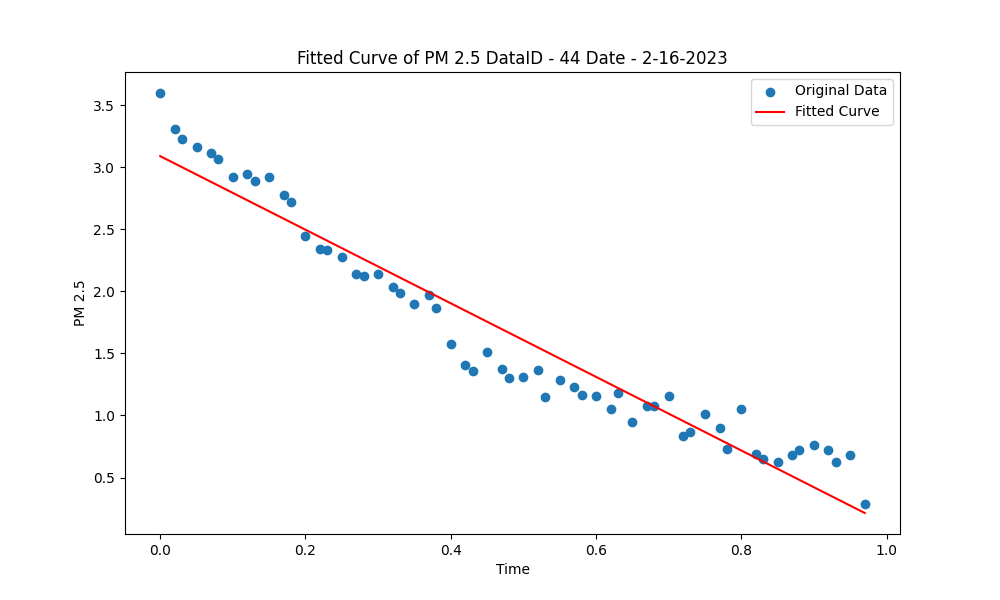 Fitted Curve of PM 2.5 DataID - 44 Date - 2-16-2023
Original Data
Fitted Curve
3.5
3.0
2.5
2.0
1.5
1.0
0.5
PM 2.5
0.0 0.2 0.4 0.6 0.8 1.0
Time